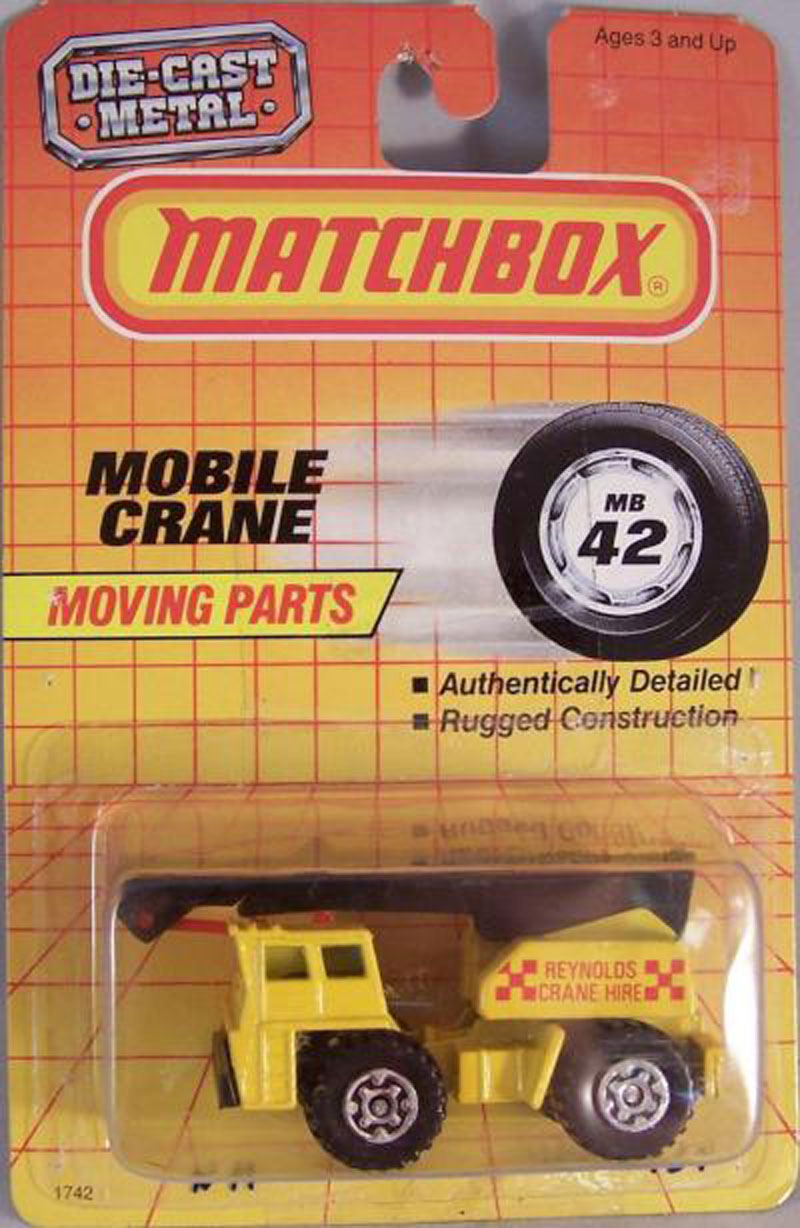 Ages 3 and Up
DIE-CAST
METAL
MATCHBOX®
MOBILE
CRANE
MB
42
MOVING PARTS
Authentically Detailed
Rugged Construction
REYNOLDS
CRANE HIRE
1742